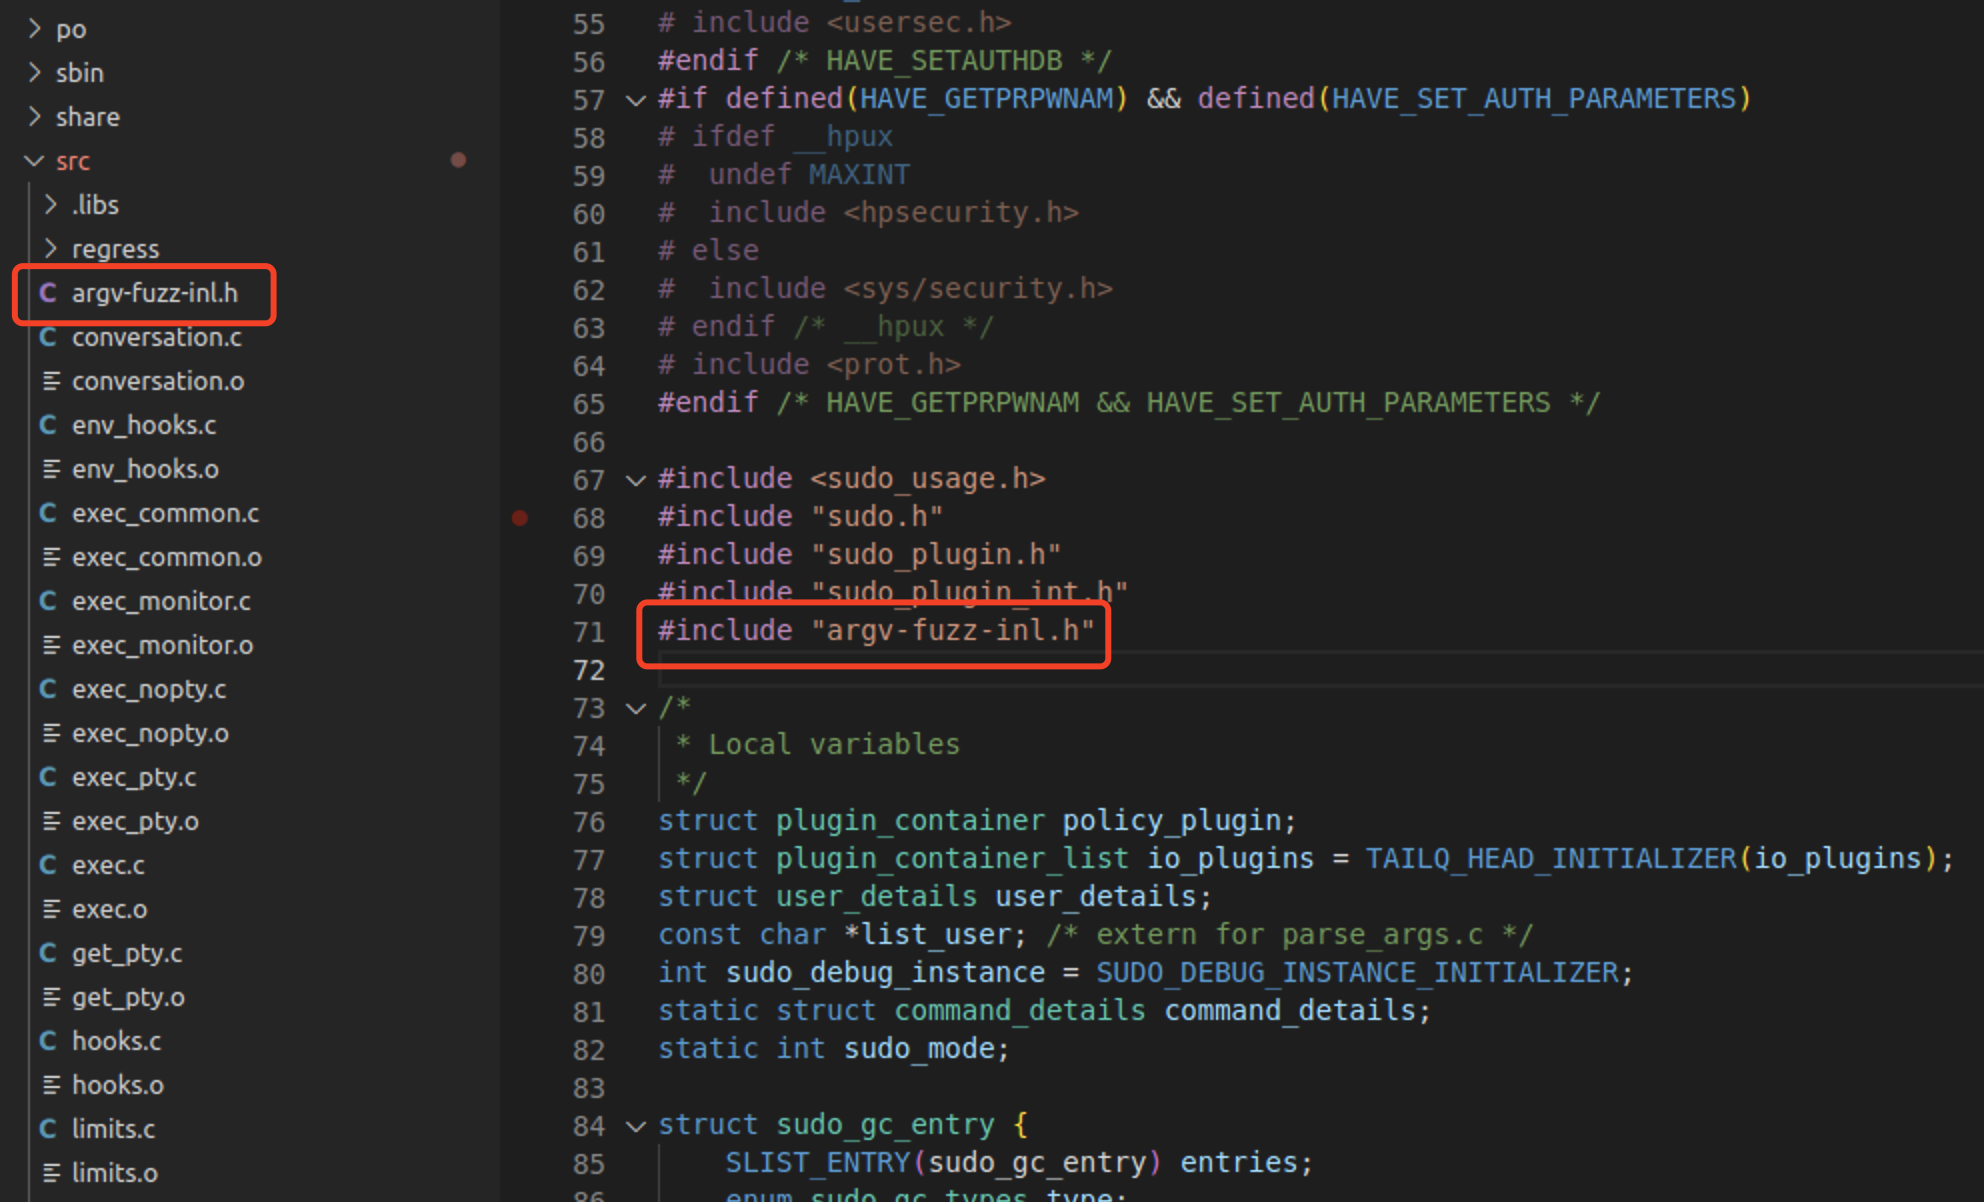 po
sbin
share
src
.libs
regress
C argv-fuzz-inl.h
C conversation.c
conversation.o
C env_hooks.c
env_hooks.o
C exec_common.c
exec_common.o
C exec_monitor.c
exec_monitor.o
C exec_nopty.c
exec_nopty.o
C exec_pty.c
exec_pty.o
C exec.c
exec.o
C get_pty.c
get_pty.o
C hooks.c
hooks.o
C limits.c
limits.o
55 # include <usersec.h>
56 #endif /* HAVE_SETAUTHDB */
57 #if defined(HAVE_GETPRPWNAM) && defined(HAVE_SET_AUTH_PARAMETERS)
58 # ifdef __hpux
59 #  undef MAXINT
60 #  include <hpsecurity.h>
61 # else
62 #  include <sys/security.h>
63 # endif /* __hpux */
64 # include <prot.h>
65 #endif /* HAVE_GETPRPWNAM && HAVE_SET_AUTH_PARAMETERS */
66
67 #include <sudo_usage.h>
68 #include "sudo.h"
69 #include "sudo_plugin.h"
70 #include "sudo_plugin_int.h"
71 #include "argv-fuzz-inl.h"
72
73 /*
74  * Local variables
75  */
76 struct plugin_container policy_plugin;
77 struct plugin_container_list io_plugins = TAILQ_HEAD_INITIALIZER(io_plugins);
78 struct user_details user_details;
79 const char *list_user; /* extern for parse_args.c */
80 int sudo_debug_instance = SUDO_DEBUG_INSTANCE_INITIALIZER;
81 static struct command_details command_details;
82 static int sudo_mode;
83
84 struct sudo_gc_entry {
85     SLIST_ENTRY(sudo_gc_entry) entries;
86     enum sudo_gc_types type;